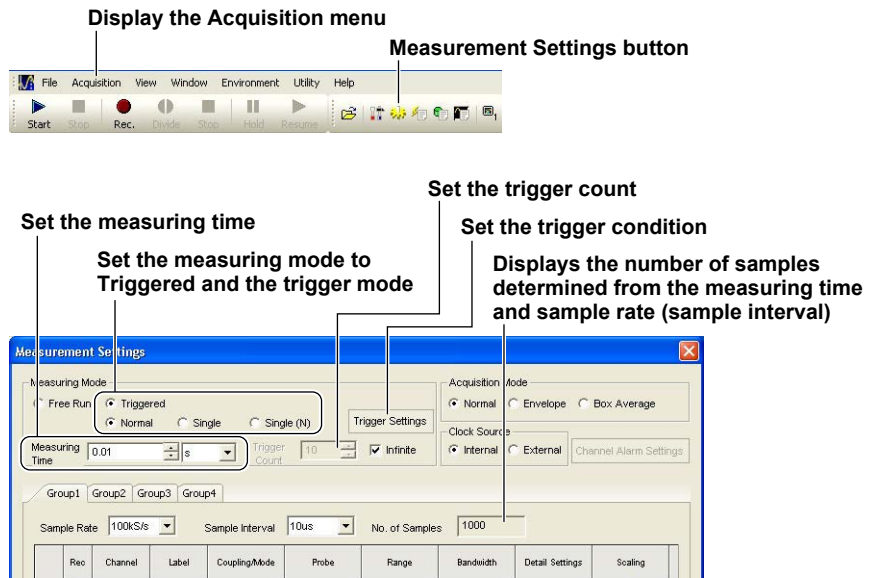 Display the Acquisition menu
Measurement Settings button
File Acquisition View Window Environment Utility Help
Start Stop Rec. Divide Stop Hold Resume
Set the trigger count
Set the measuring time
Set the trigger condition
Set the measuring mode to
Triggered and the trigger mode
Displays the number of samples
determined from the measuring time
and sample rate (sample interval)
Measurement Settings
Measuring Mode
Free Run Triggered
Normal Single Single (N)
Trigger Settings
Acquisition Mode
Normal Envelope Box Average
Measuring
Time
0.01 s
Trigger
Count
10 Infinite
Clock Source
Internal External Channel Alarm Settings
Group1 Group2 Group3 Group4
Sample Rate 100kS/s Sample Interval 10us No. of Samples 1000
Rec Channel Label Coupling/Mode Probe Range Bandwidth Detail Settings Scaling